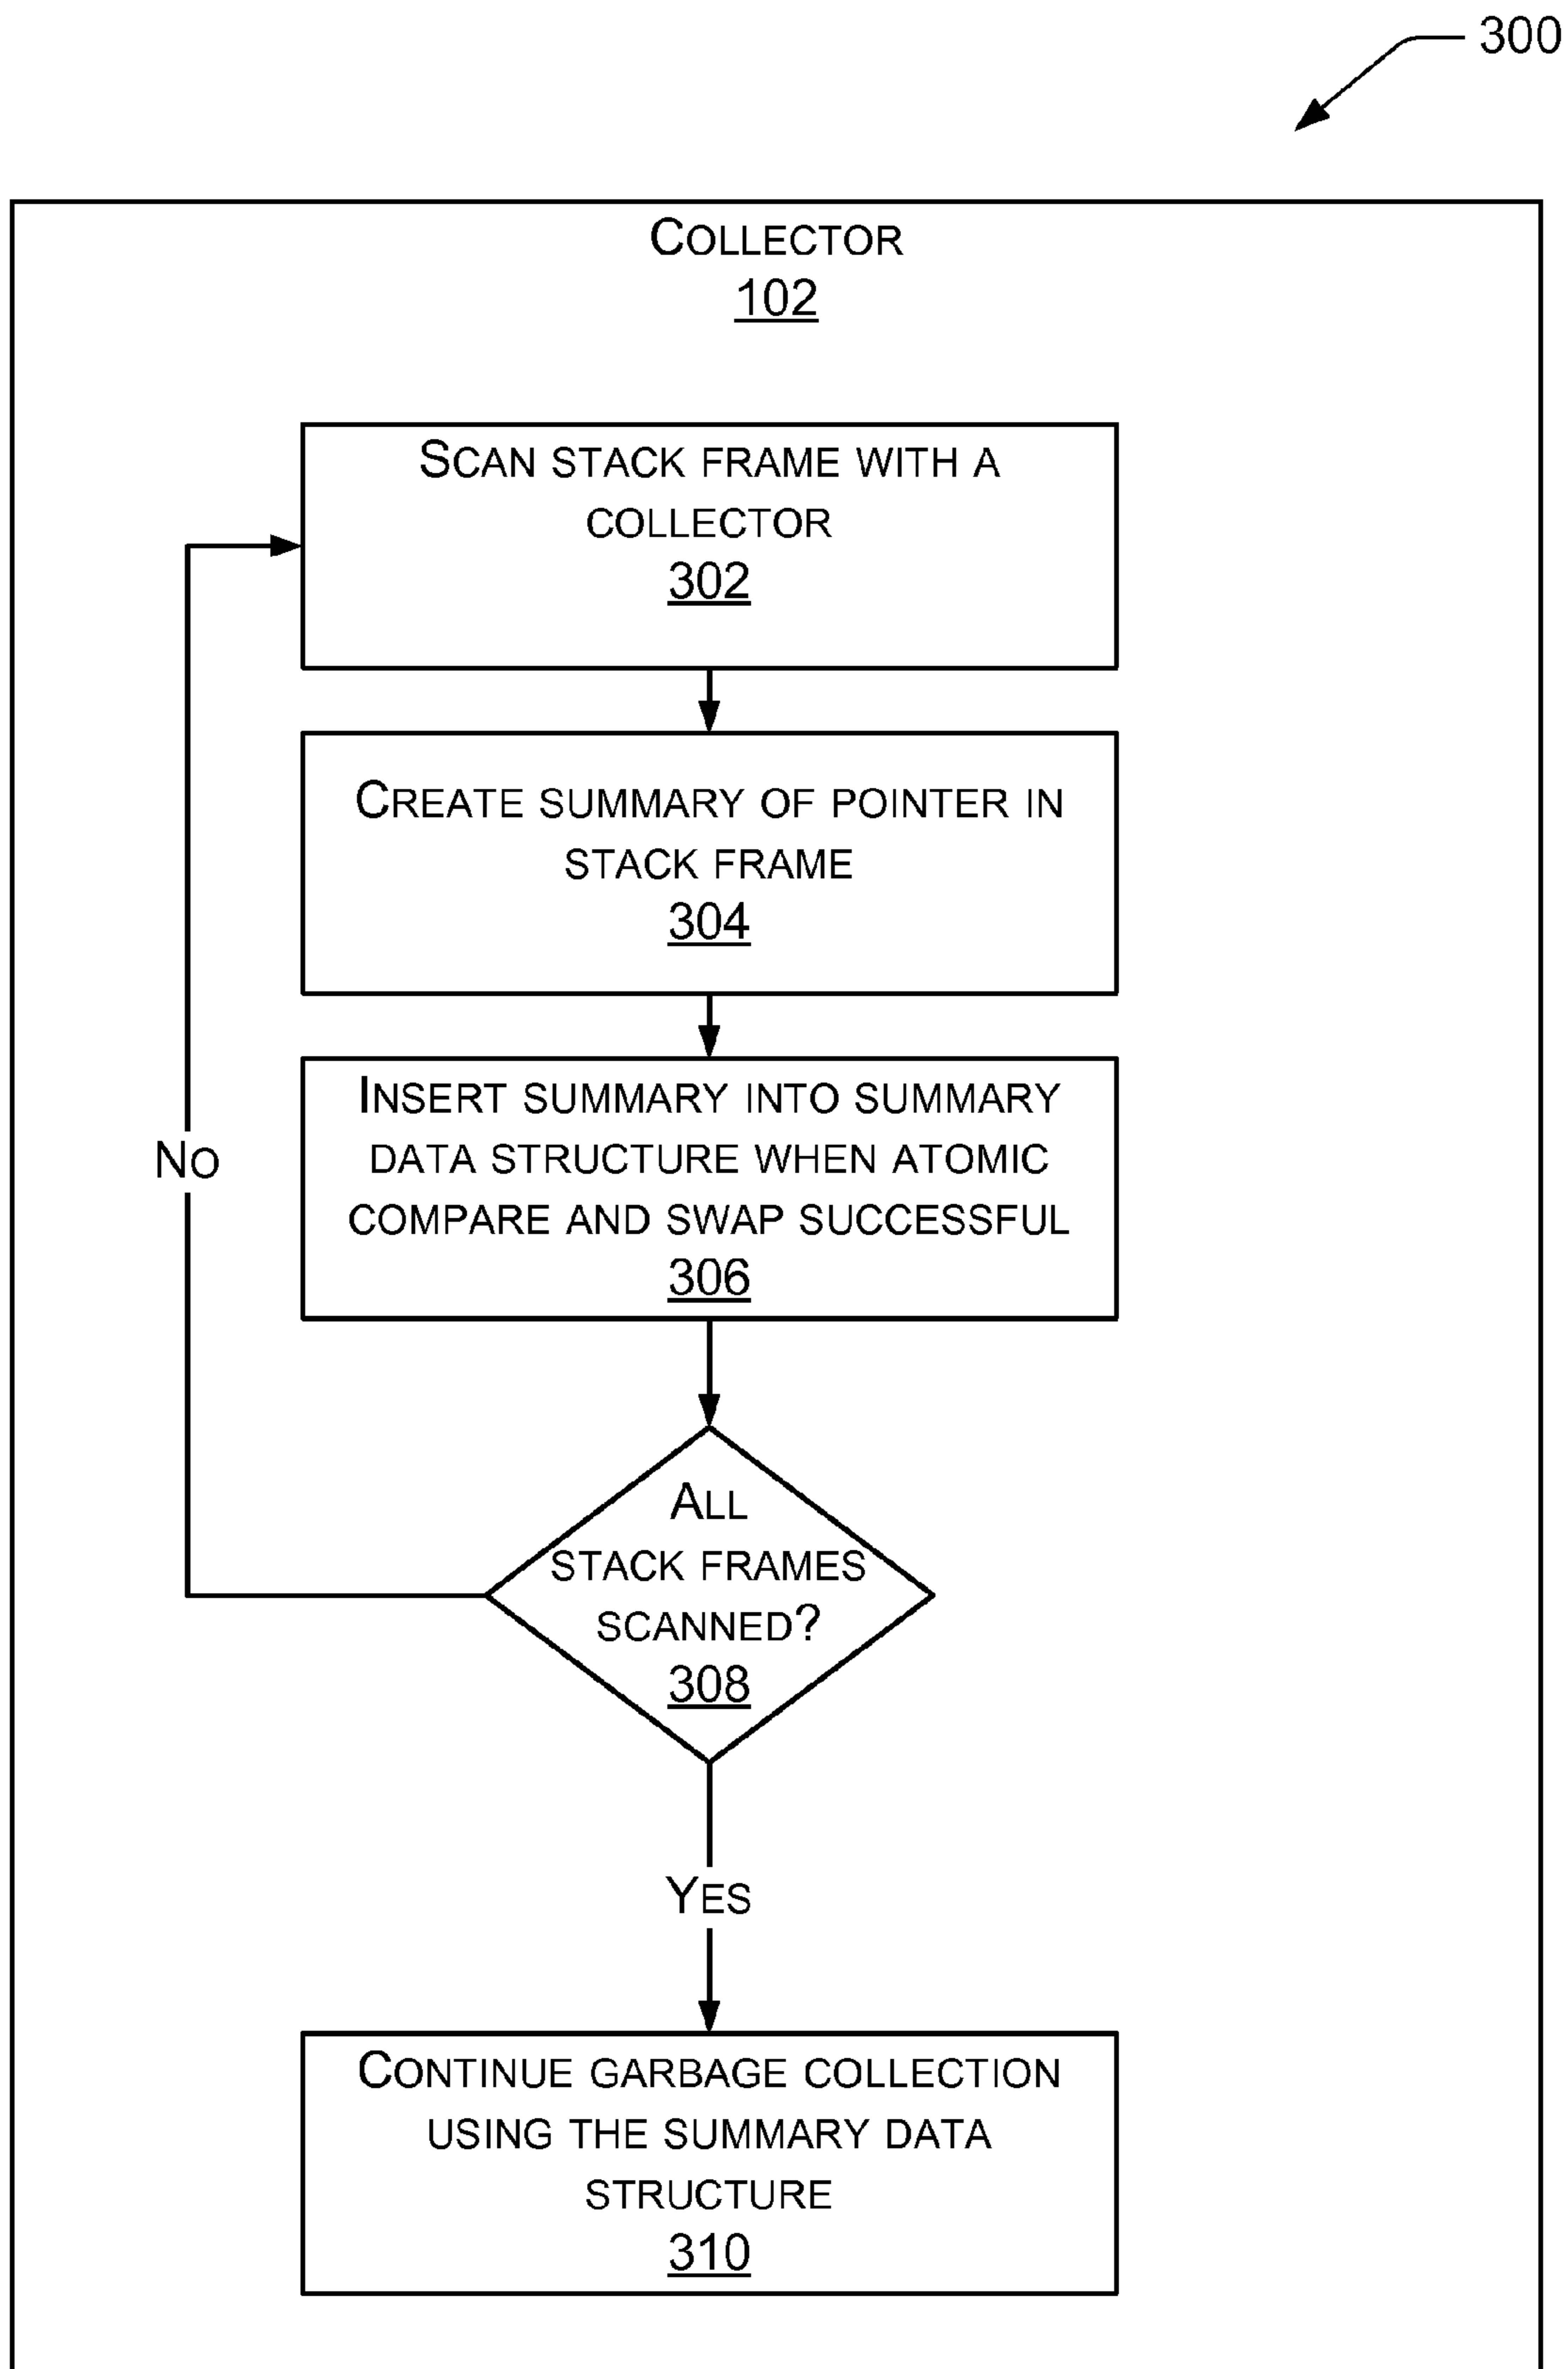 300
COLLECTOR
102
SCAN STACK FRAME WITH A
COLLECTOR
302
CREATE SUMMARY OF POINTER IN
STACK FRAME
304
INSERT SUMMARY INTO SUMMARY
DATA STRUCTURE WHEN ATOMIC
COMPARE AND SWAP SUCCESSFUL
306
NO
ALL
STACK FRAMES
SCANNED?
308
YES
CONTINUE GARBAGE COLLECTION
USING THE SUMMARY DATA
STRUCTURE
310